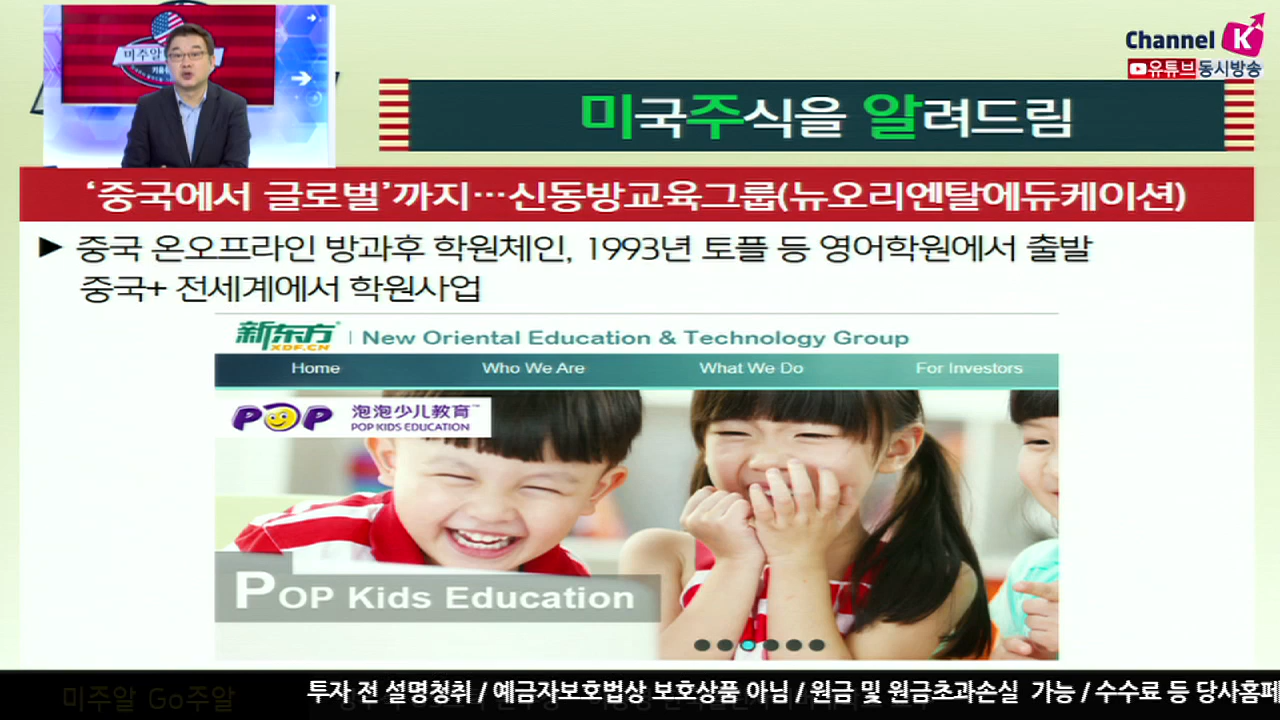 미주알
Channel K
유튜브 동시방송
미국주식을 알려드림
‘중국에서 글로벌’까지…신동방교육그룹(뉴오리엔탈에듀케이션)
▶ 중국 온오프라인 방과후 학원체인, 1993년 토플 등 영어학원에서 출발
중국+ 전세계에서 학원사업
新东方
XDF.CN
New Oriental Education & Technology Group
Home Who We Are What We Do For Investors
POP 泡泡少儿教育™
POP KIDS EDUCATION
POP Kids Education
미주알 Go주알
투자 전 설명청취 / 예금자보호법상 보호상품 아님 / 원금 및 원금초과손실 가능 / 수수료 등 당사홈페